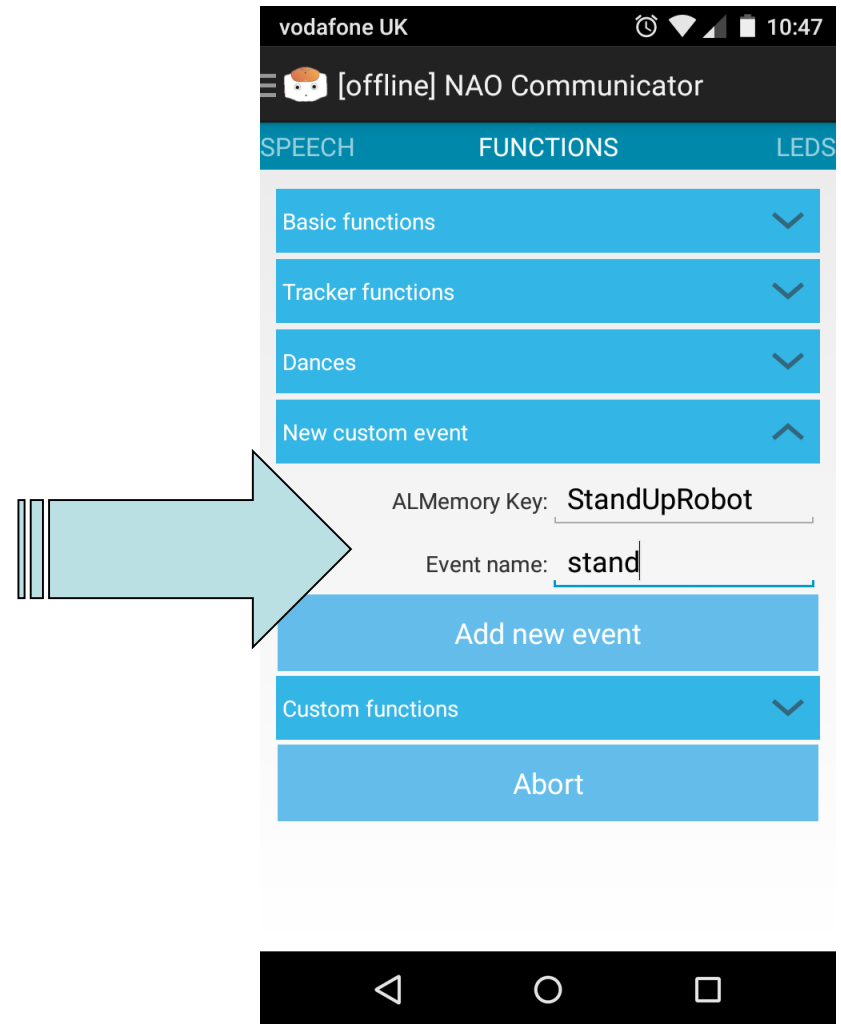 vodafone UK 10:47
[offline] NAO Communicator
SPEECH FUNCTIONS LEDS
Basic functions
Tracker functions
Dances
New custom event
ALMemory Key: StandUpRobot
Event name: stand
Add new event
Custom functions
Abort